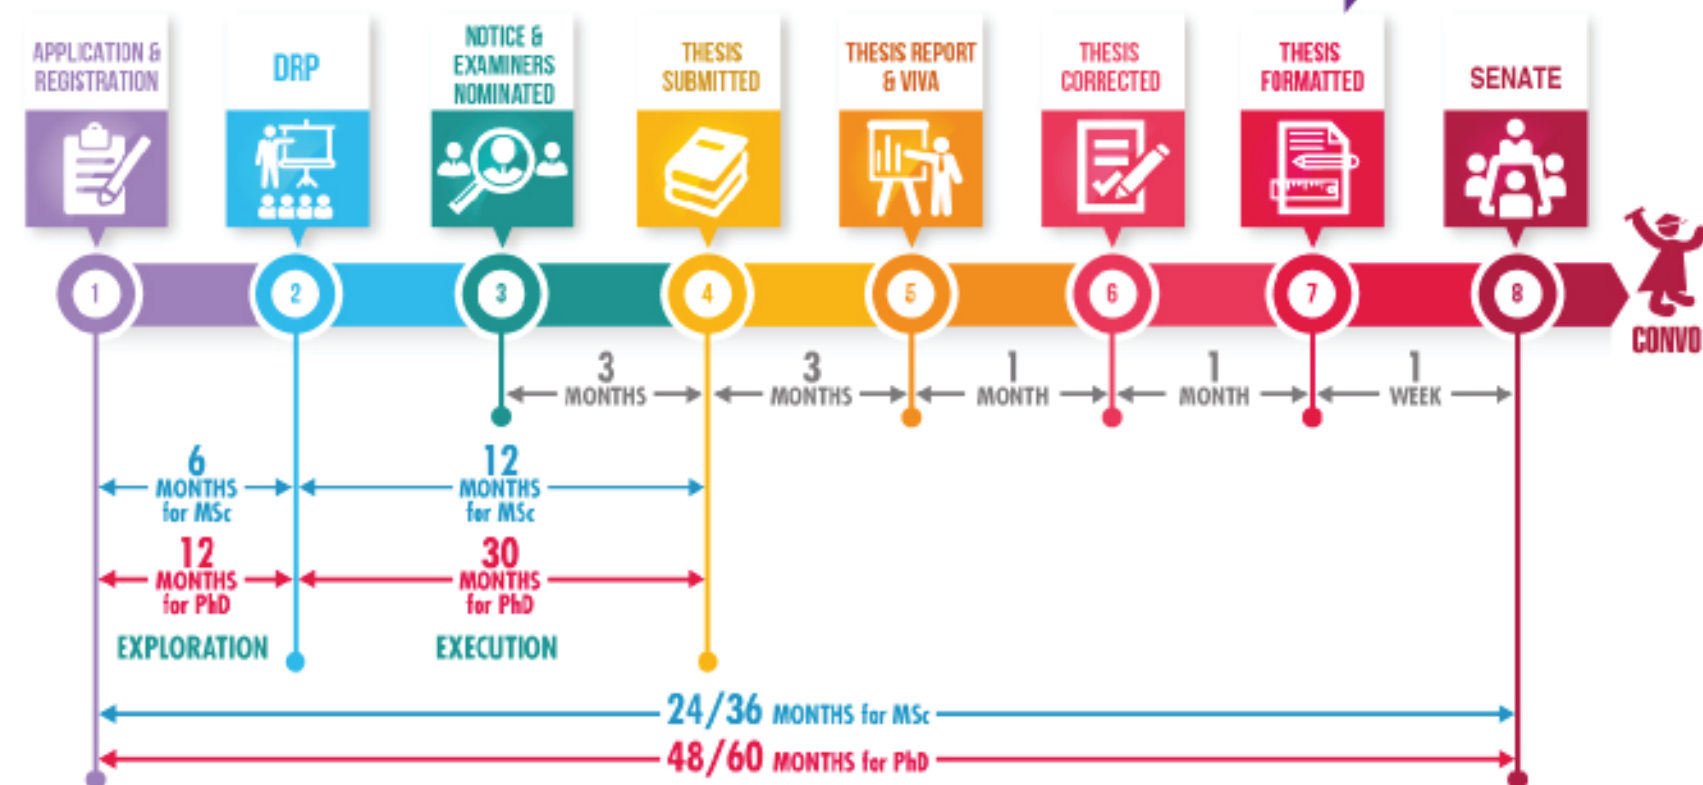 APPLICATION &
REGISTRATION
DRP
NOTICE &
EXAMINERS
NOMINATED
THESIS
SUBMITTED
THESIS REPORT
& VIVA
THESIS
CORRECTED
THESIS
FORMATTED
SENATE
1
2
3
4
5
6
7
8
CONVO
3
MONTHS
3
MONTHS
1
MONTH
1
MONTH
1
WEEK
6
MONTHS
for MSc
12
MONTHS
for MSc
12
MONTHS
for PhD
30
MONTHS
for PhD
EXPLORATION
EXECUTION
24/36 MONTHS for MSc
48/60 MONTHS for PhD